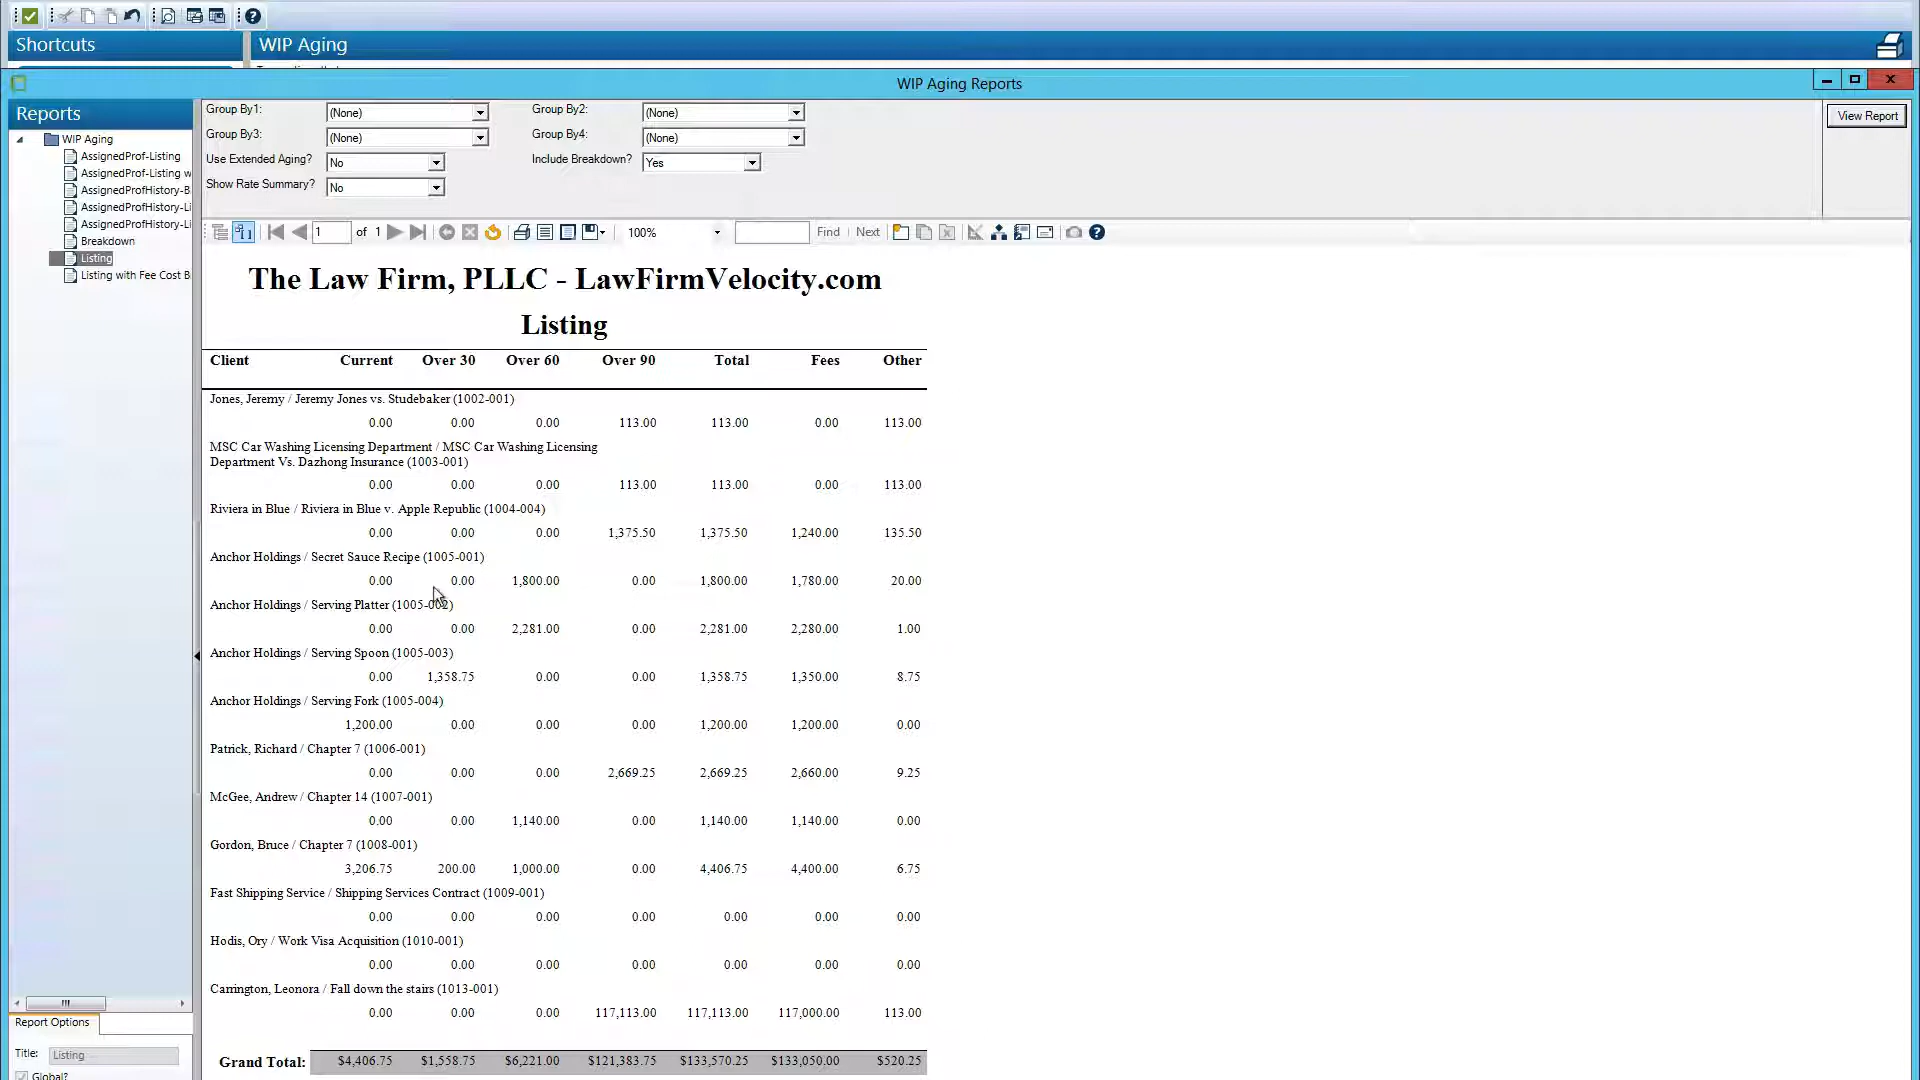 Shortcuts
WIP Aging
WIP Aging Reports
Reports
WIP Aging
AssignedProf-Listing
AssignedProf-Listing w
AssignedProfHistory-B
AssignedProfHistory-Li
AssignedProfHistory-Li
Breakdown
Listing
Listing with Fee Cost B
Group By1: (None) Group By2: (None)
Group By3: (None) Group By4: (None)
Use Extended Aging? No Include Breakdown? Yes
Show Rate Summary? No
View Report
1 of 1 100% Find Next
The Law Firm, PLLC - LawFirmVelocity.com
Listing
Client Current Over 30 Over 60 Over 90 Total Fees Other
Jones, Jeremy / Jeremy Jones vs. Studebaker (1002-001)
0.00 0.00 0.00 113.00 113.00 0.00 113.00
MSC Car Washing Licensing Department / MSC Car Washing Licensing
Department Vs. Dazhong Insurance (1003-001)
0.00 0.00 0.00 113.00 113.00 0.00 113.00
Riviera in Blue / Riviera in Blue v. Apple Republic (1004-004)
0.00 0.00 0.00 1,375.50 1,375.50 1,240.00 135.50
Anchor Holdings / Secret Sauce Recipe (1005-001)
0.00 0.00 1,800.00 0.00 1,800.00 1,780.00 20.00
Anchor Holdings / Serving Platter (1005-002)
0.00 0.00 2,281.00 0.00 2,281.00 2,280.00 1.00
Anchor Holdings / Serving Spoon (1005-003)
0.00 1,358.75 0.00 0.00 1,358.75 1,350.00 8.75
Anchor Holdings / Serving Fork (1005-004)
1,200.00 0.00 0.00 0.00 1,200.00 1,200.00 0.00
Patrick, Richard / Chapter 7 (1006-001)
0.00 0.00 0.00 2,669.25 2,669.25 2,660.00 9.25
McGee, Andrew / Chapter 14 (1007-001)
0.00 0.00 1,140.00 0.00 1,140.00 1,140.00 0.00
Gordon, Bruce / Chapter 7 (1008-001)
3,206.75 200.00 1,000.00 0.00 4,406.75 4,400.00 6.75
Fast Shipping Service / Shipping Services Contract (1009-001)
0.00 0.00 0.00 0.00 0.00 0.00 0.00
Hodis, Ory / Work Visa Acquisition (1010-001)
0.00 0.00 0.00 0.00 0.00 0.00 0.00
Carrington, Leonora / Fall down the stairs (1013-001)
0.00 0.00 0.00 117,113.00 117,113.00 117,000.00 113.00
Grand Total: $4,406.75 $1,558.75 $6,221.00 $121,383.75 $133,570.25 $133,050.00 $520.25
Report Options
Title: Listing
Global?